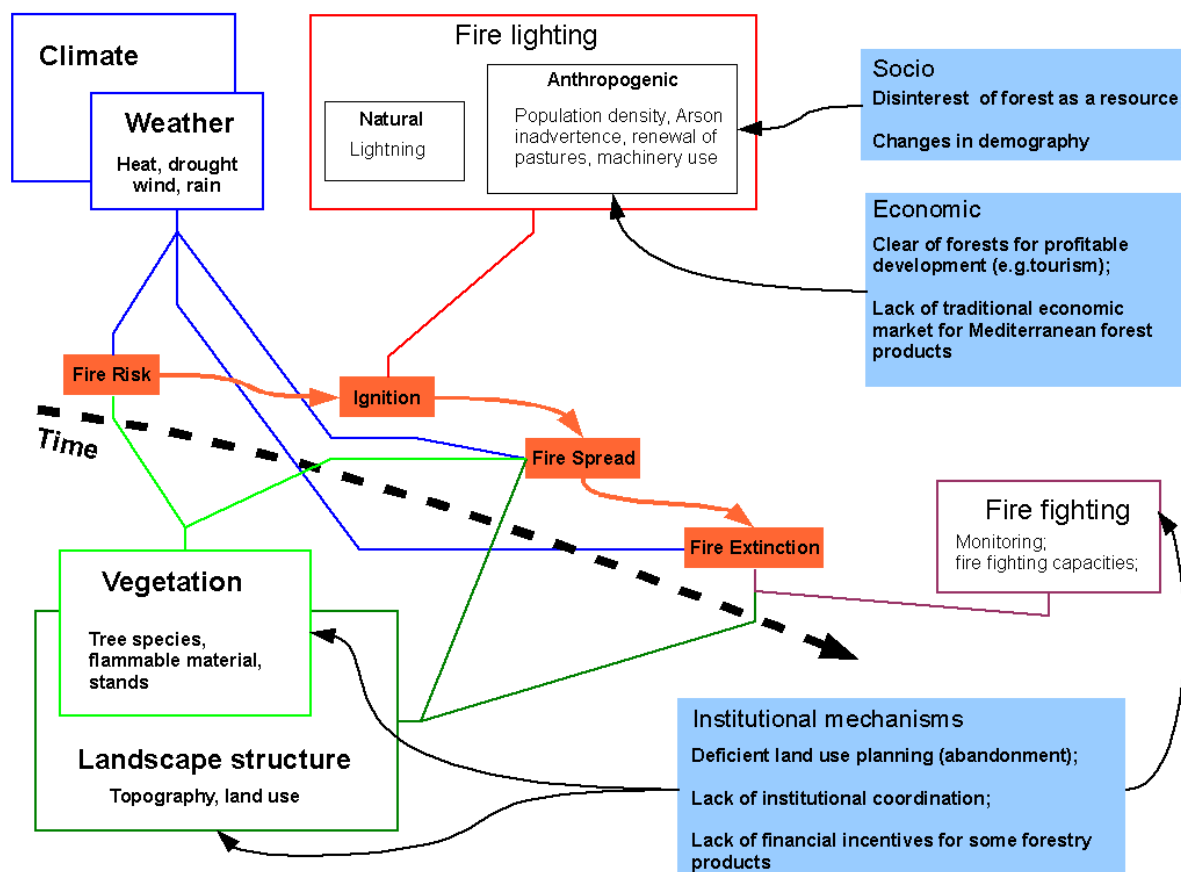 Climate
Weather
Heat, drought
wind, rain
Fire lighting
Natural
Lightning
Anthropogenic
Population density, Arson
inadvertence, renewal of
pastures, machinery use
Socio
Disinterest of forest as a resource
Changes in demography
Economic
Clear of forests for profitable
development (e.g.tourism);
Lack of traditional economic
market for Mediterranean forest
products
Fire Risk
Ignition
Time
Fire Spread
Fire Extinction
Fire fighting
Monitoring;
fire fighting capacities;
Vegetation
Tree species,
flammable material,
stands
Landscape structure
Topography, land use
Institutional mechanisms
Deficient land use planning (abandonment);
Lack of institutional coordination;
Lack of financial incentives for some forestry
products